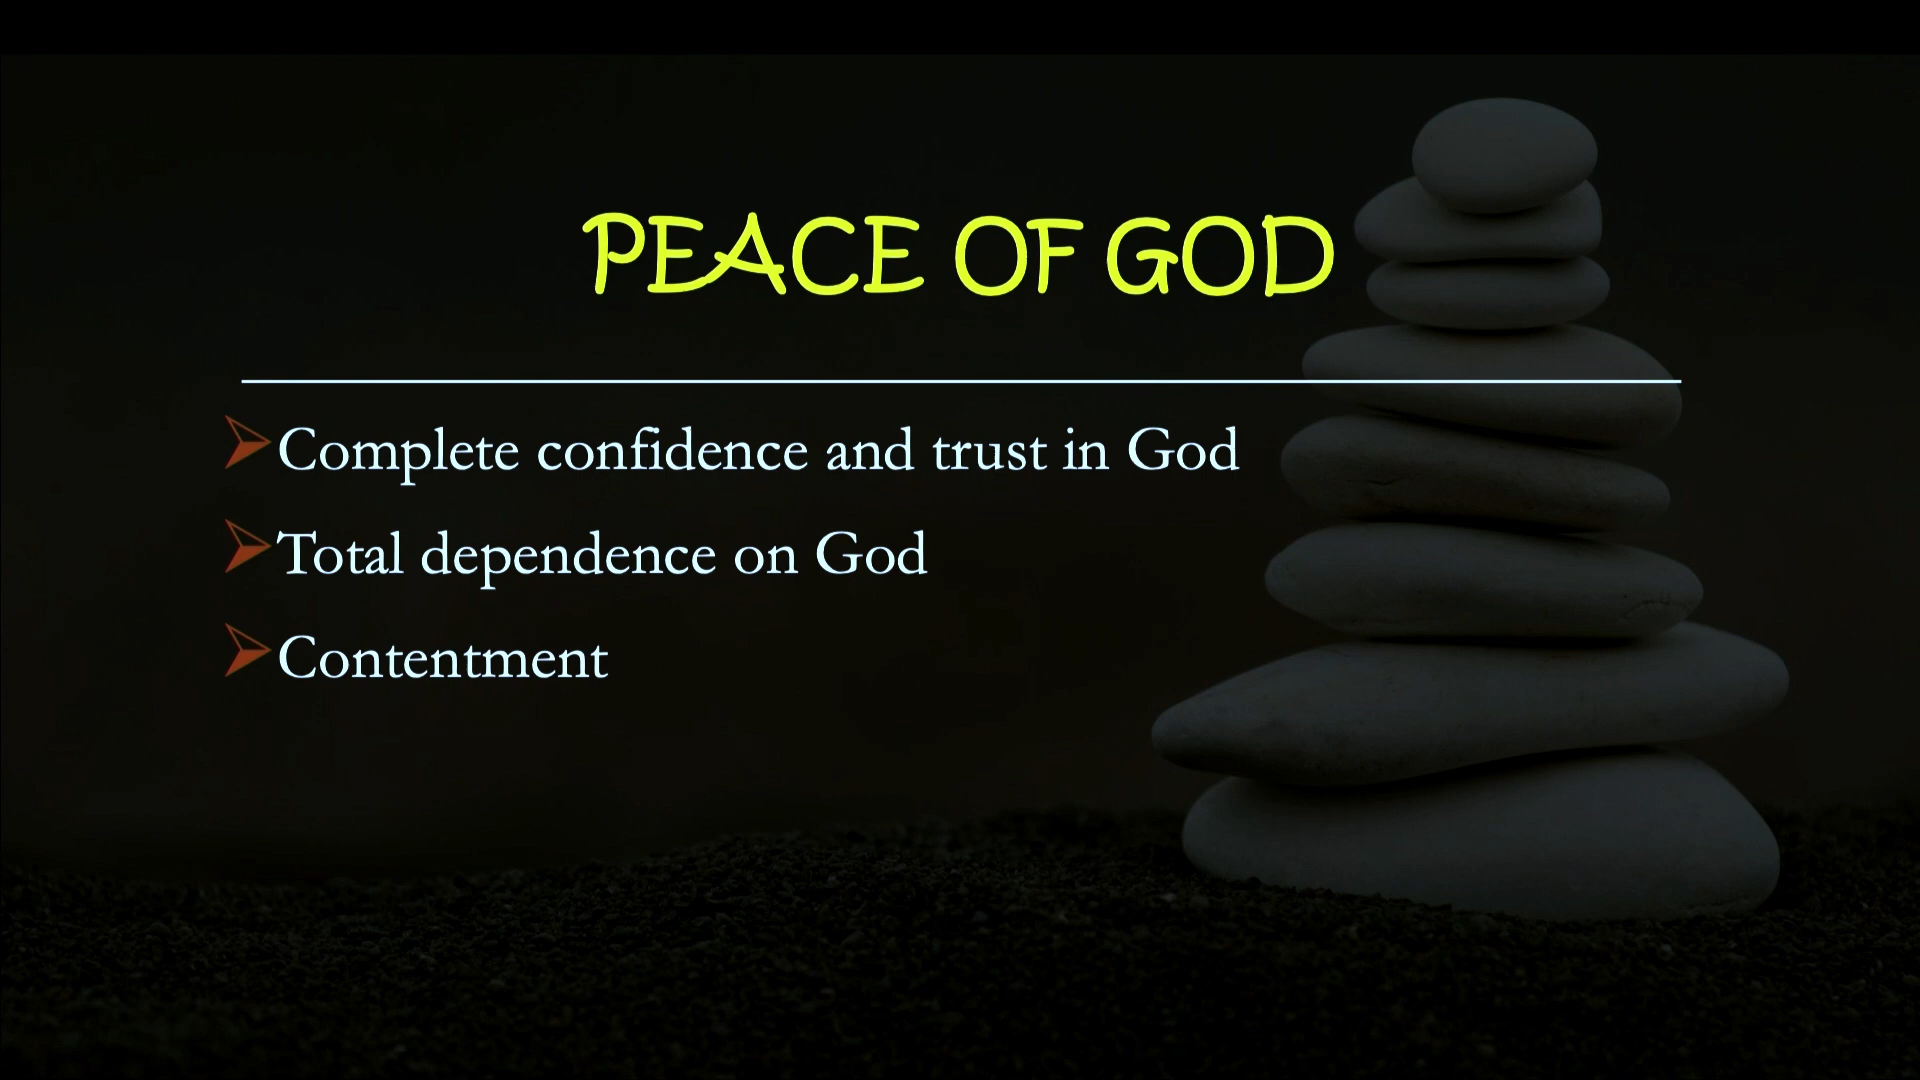 PEACE OF GOD
Complete confidence and trust in God
Total dependence on God
Contentment